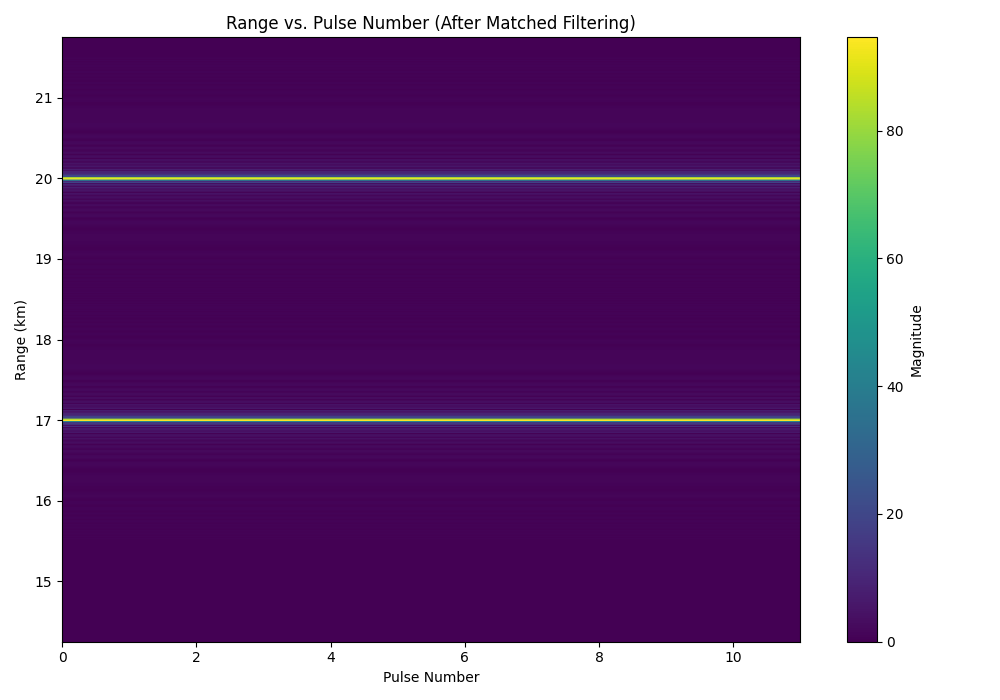 Range vs. Pulse Number (After Matched Filtering)
21
20
19
18
17
16
15
Range (km)
0 2 4 6 8 10
Pulse Number
80
60
40
20
0
Magnitude